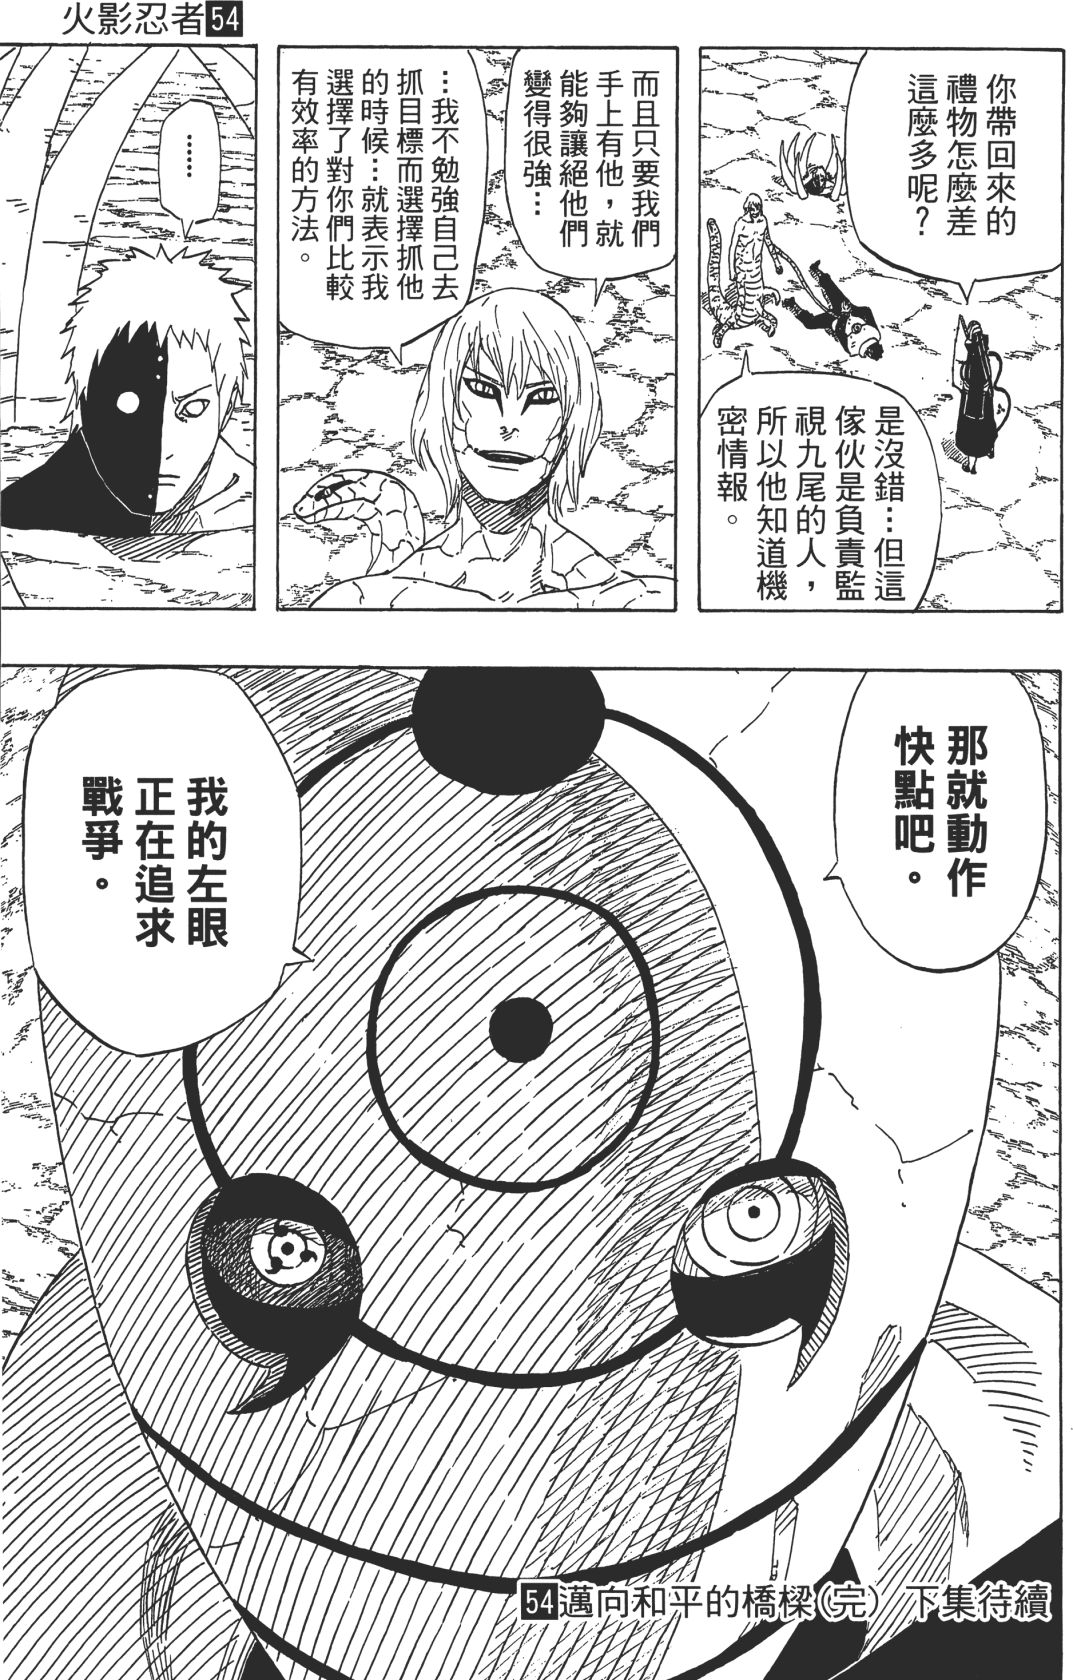 火影忍者54
你帶回來的
禮物怎麼差
這麼多呢？
是沒錯…但這
傢伙是負責監
視九尾的人，
所以他知道機
密情報。
而且只要我們
手上有他，就
能夠讓絕他們
變得很強…
…我不勉強自己去
抓目標而選擇抓他
的時候…就表示我
選擇了對你們比較
有效率的方法。
……
那就動作
快點吧。
我的左眼
正在追求
戰爭。
54邁向和平的橋樑（完） 下集待續